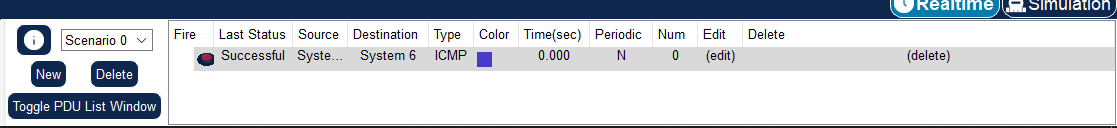 Realtime Simulation
Scenario 0
New Delete
Toggle PDU List Window
Fire Last Status Source Destination Type Color Time(sec) Periodic Num Edit Delete
Successful Syste... System 6 ICMP 0.000 N 0 (edit) (delete)